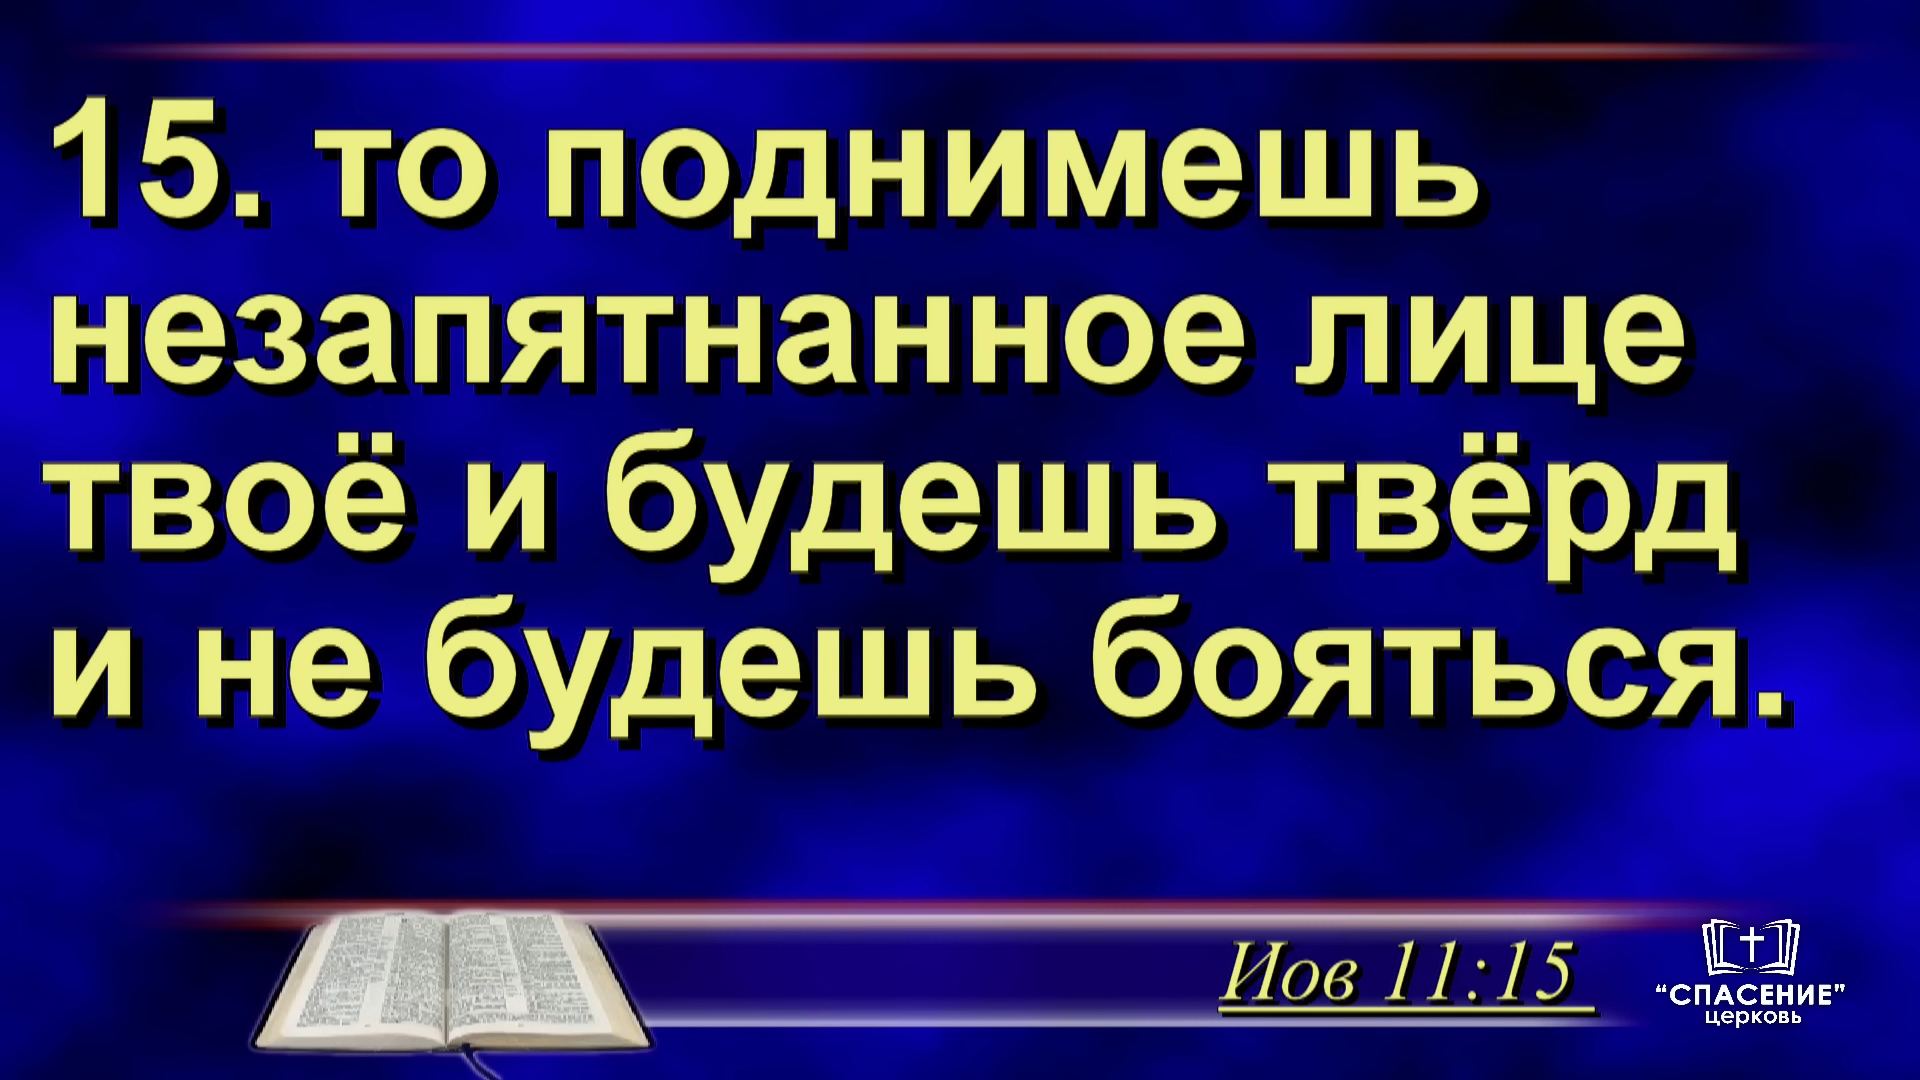 15. то поднимешь
незапятнанное лице
твоё и будешь твёрд
и не будешь бояться.
Иов 11:15
“СПАСЕНИЕ”
церковь